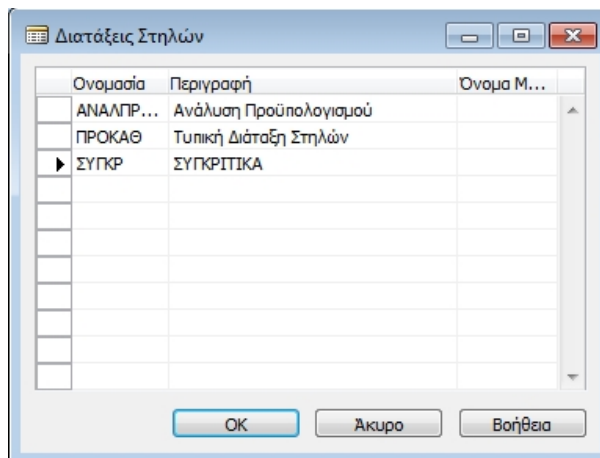 Διατάξεις Στηλών
Ονομασία Περιγραφή Όνομα Μ...
ΑΝΑΛΠΡ... Ανάλυση Προϋπολογισμού
ΠΡΟΚΑΘ Τυπική Διάταξη Στηλών
ΣΥΓΚΡ ΣΥΓΚΡΙΤΙΚΑ
OK Άκυρο Βοήθεια